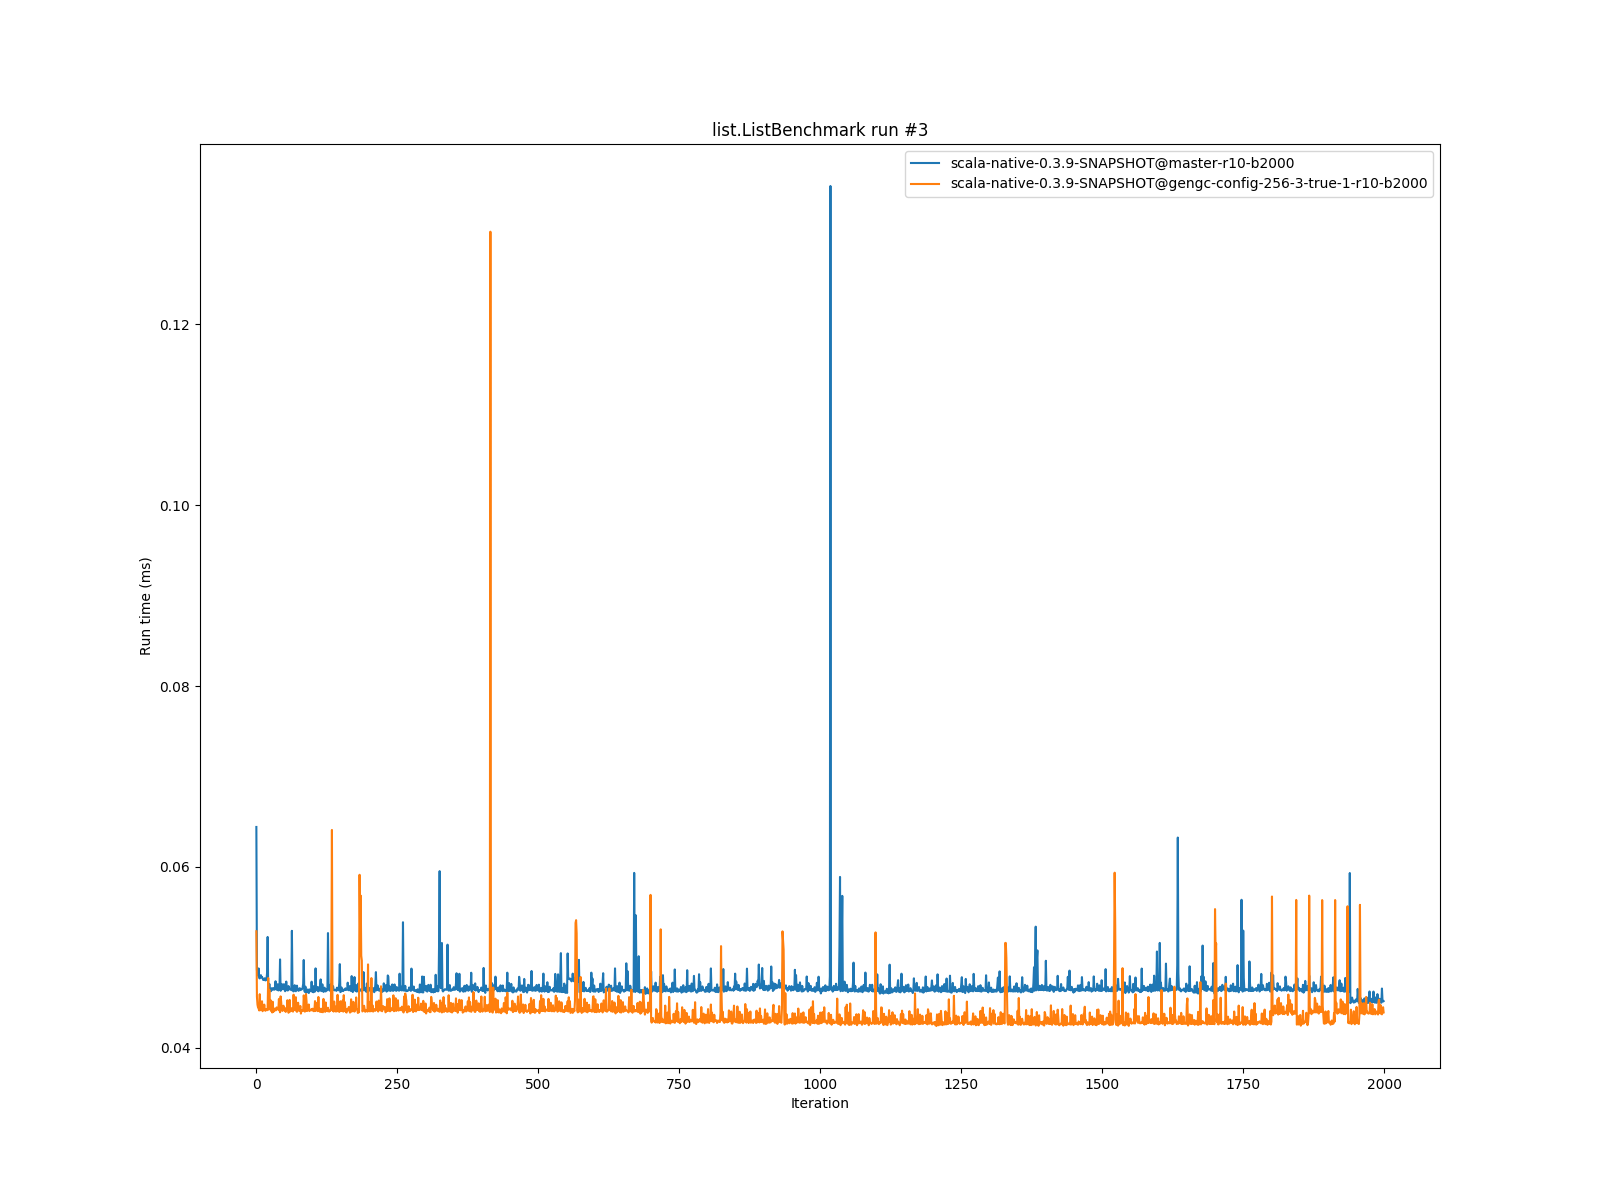 list.ListBenchmark run #3
scala-native-0.3.9-SNAPSHOT@master-r10-b2000
scala-native-0.3.9-SNAPSHOT@gengc-config-256-3-true-1-r10-b2000
Run time (ms)
0.12
0.10
0.08
0.06
0.04
0 250 500 750 1000 1250 1500 1750 2000
Iteration